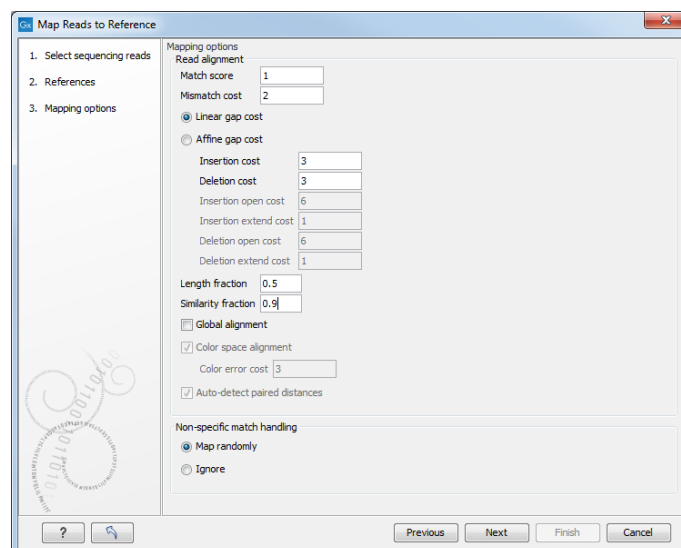 Gx Map Reads to Reference
1. Select sequencing reads
2. References
3. Mapping options
Mapping options
Read alignment
Match score 1
Mismatch cost 2
Linear gap cost
Affine gap cost
Insertion cost 3
Deletion cost 3
Insertion open cost 6
Insertion extend cost 1
Deletion open cost 6
Deletion extend cost 1
Length fraction 0.5
Similarity fraction 0.9
Global alignment
Color space alignment
Color error cost 3
Auto-detect paired distances
Non-specific match handling
Map randomly
Ignore
? Previous Next Finish Cancel